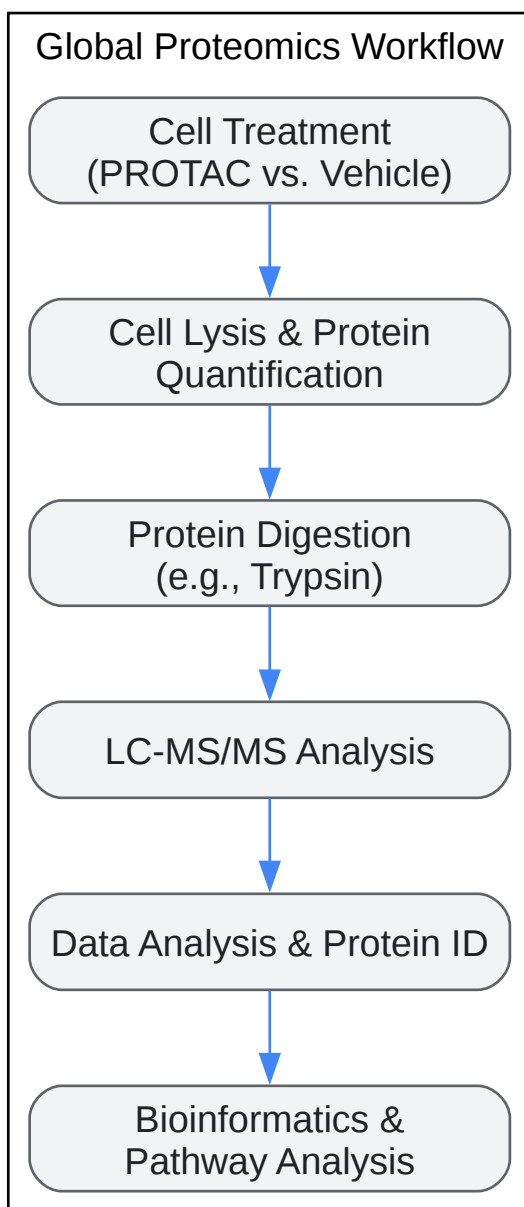 Global Proteomics Workflow
Cell Treatment
(PROTAC vs. Vehicle)
Cell Lysis & Protein
Quantification
Protein Digestion
(e.g., Trypsin)
LC-MS/MS Analysis
Data Analysis & Protein ID
Bioinformatics &
Pathway Analysis